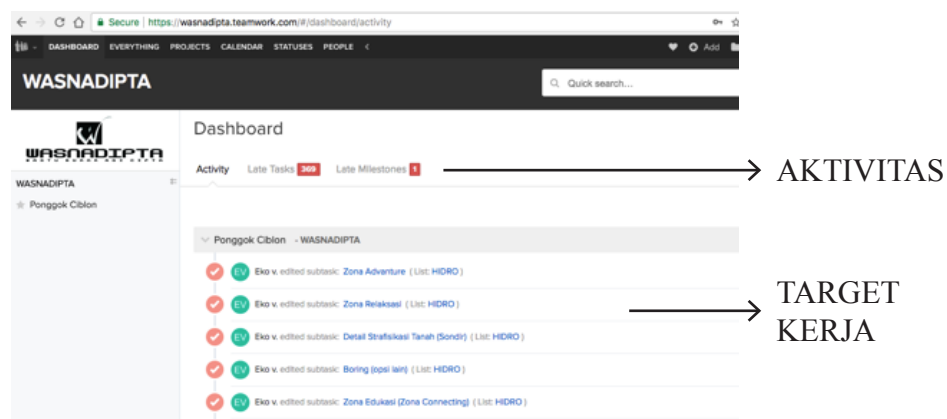 Secure | https://wasnadipta.teamwork.com/#/dashboard/activity
DASHBOARD EVERYTHING PROJECTS CALENDAR STATUSES PEOPLE
Add
WASNADIPTA
Quick search...
WASNADIPTA
Dashboard
Activity Late Tasks 369 Late Milestones 1
AKTIVITAS
WASNADIPTA
Ponggok Ciblon
Ponggok Ciblon - WASNADIPTA
EV Eko v. edited subtask: Zona Adventure ( List: HIDRO )
EV Eko v. edited subtask: Zona Relaksasi ( List: HIDRO )
TARGET
KERJA
EV Eko v. edited subtask: Detail Strafisikasi Tanah (Sondir) ( List: HIDRO )
EV Eko v. edited subtask: Boring (opsi lain) ( List: HIDRO )
EV Eko v. edited subtask: Zona Edukasi (Zona Connecting) ( List: HIDRO )